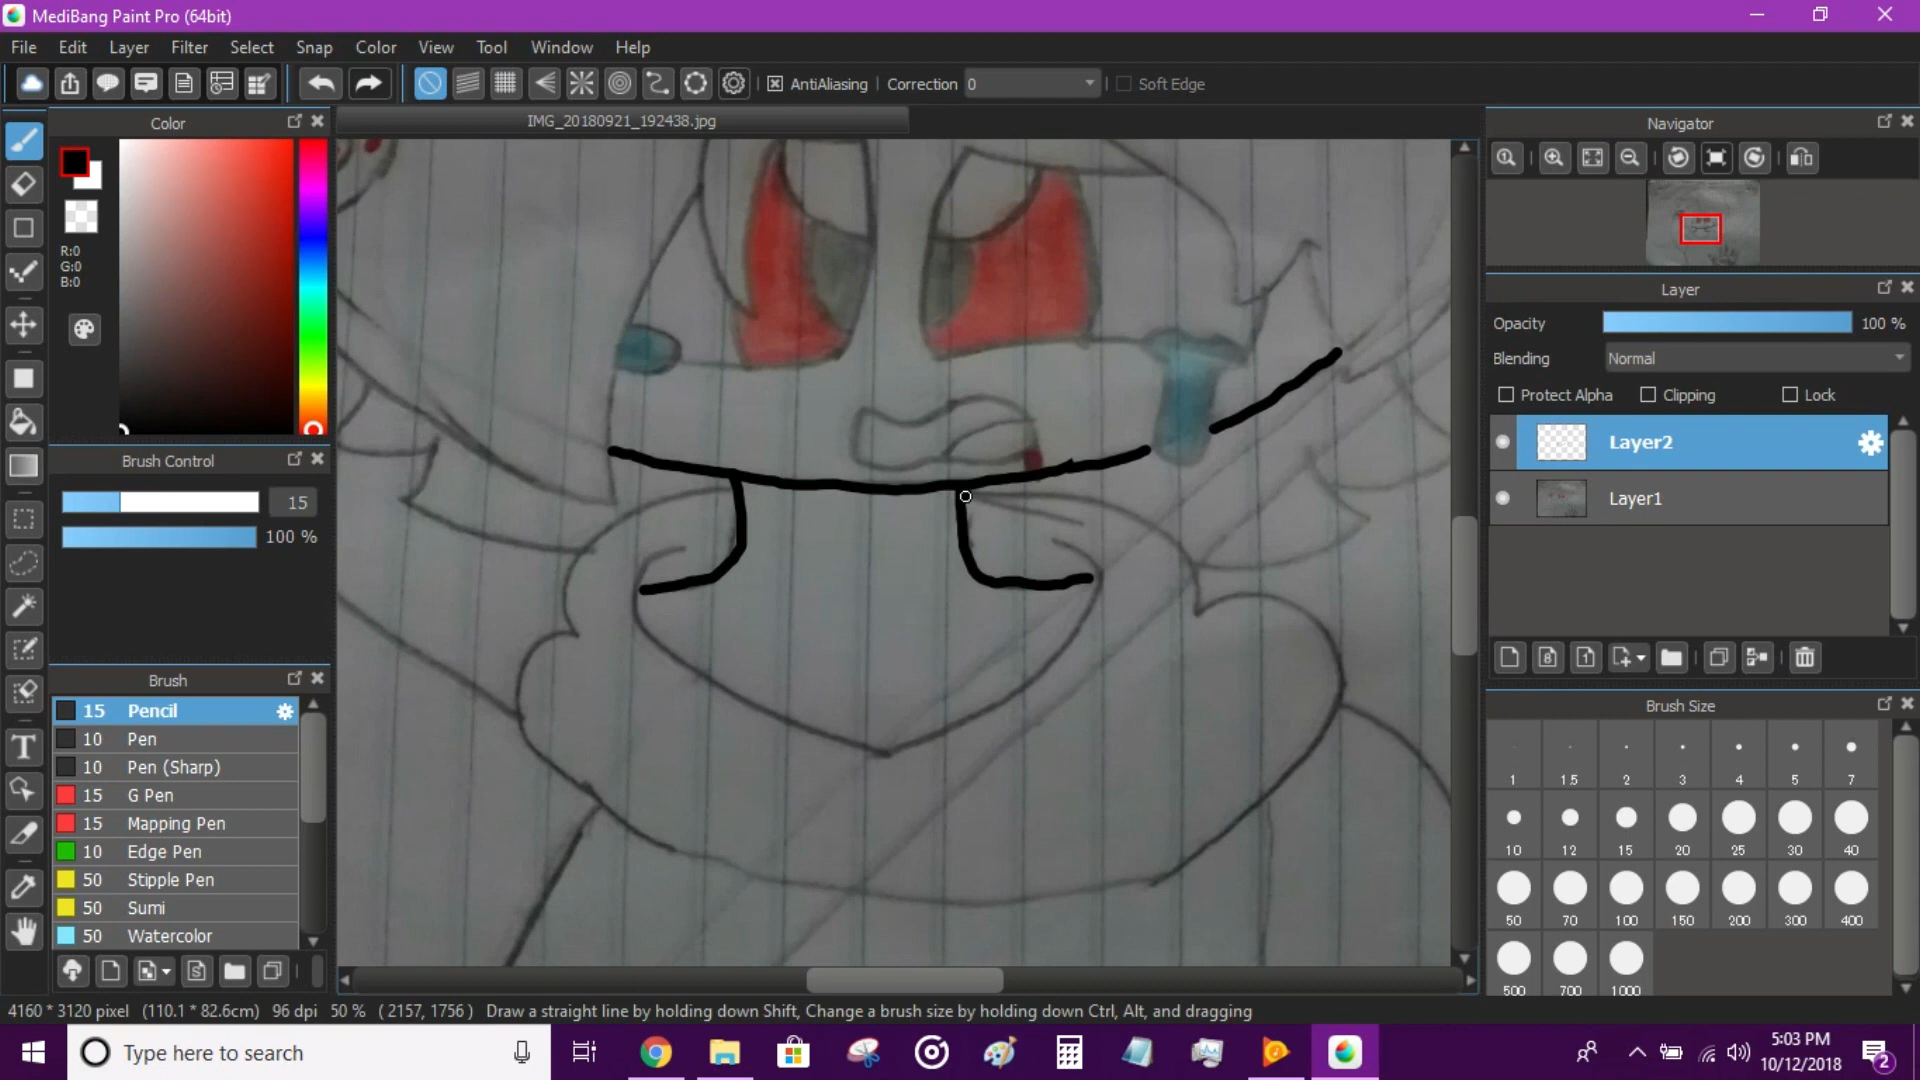 MediBang Paint Pro (64bit)
File Edit Layer Filter Select Snap Color View Tool Window Help
AntiAliasing Correction 0 Soft Edge
Color
IMG_20180921_192438.jpg
Navigator
R:0
G:0
B:0
Layer
Opacity 100 %
Blending Normal
Protect Alpha Clipping Lock
Layer2
Layer1
Brush Control
15
100 %
Brush
15 Pencil
10 Pen
10 Pen (Sharp)
15 G Pen
15 Mapping Pen
10 Edge Pen
50 Stipple Pen
50 Sumi
50 Watercolor
Brush Size
1 1.5 2 3 4 5 7
10 12 15 20 25 30 40
50 70 100 150 200 300 400
500 700 1000
4160 * 3120 pixel (110.1 * 82.6cm) 96 dpi 50 % ( 2157, 1756 ) Draw a straight line by holding down Shift, Change a brush size by holding down Ctrl, Alt, and dragging
Type here to search
5:03 PM
10/12/2018
2